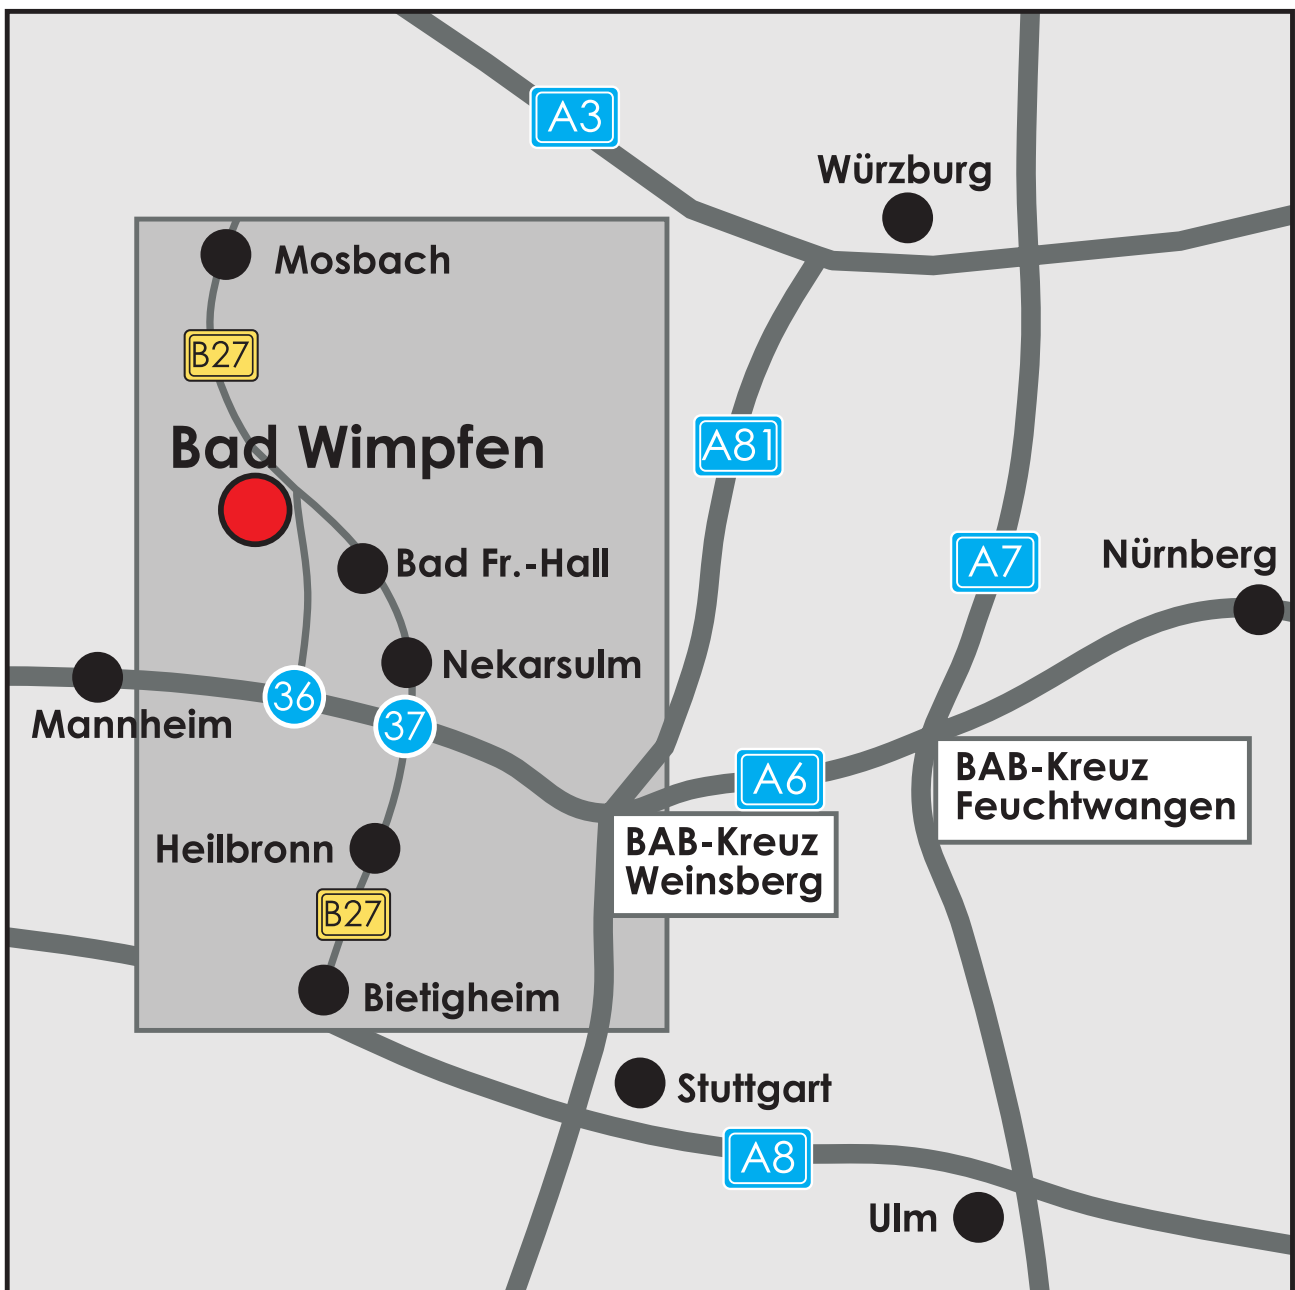 A3
Würzburg
Mosbach
B27
Bad Wimpfen
A81
A7
Nürnberg
Bad Fr.-Hall
Nekarsulm
36
Mannheim
37
A6
BAB-Kreuz
Feuchtwangen
BAB-Kreuz
Weinsberg
Heilbronn
B27
Bietigheim
Stuttgart
A8
Ulm